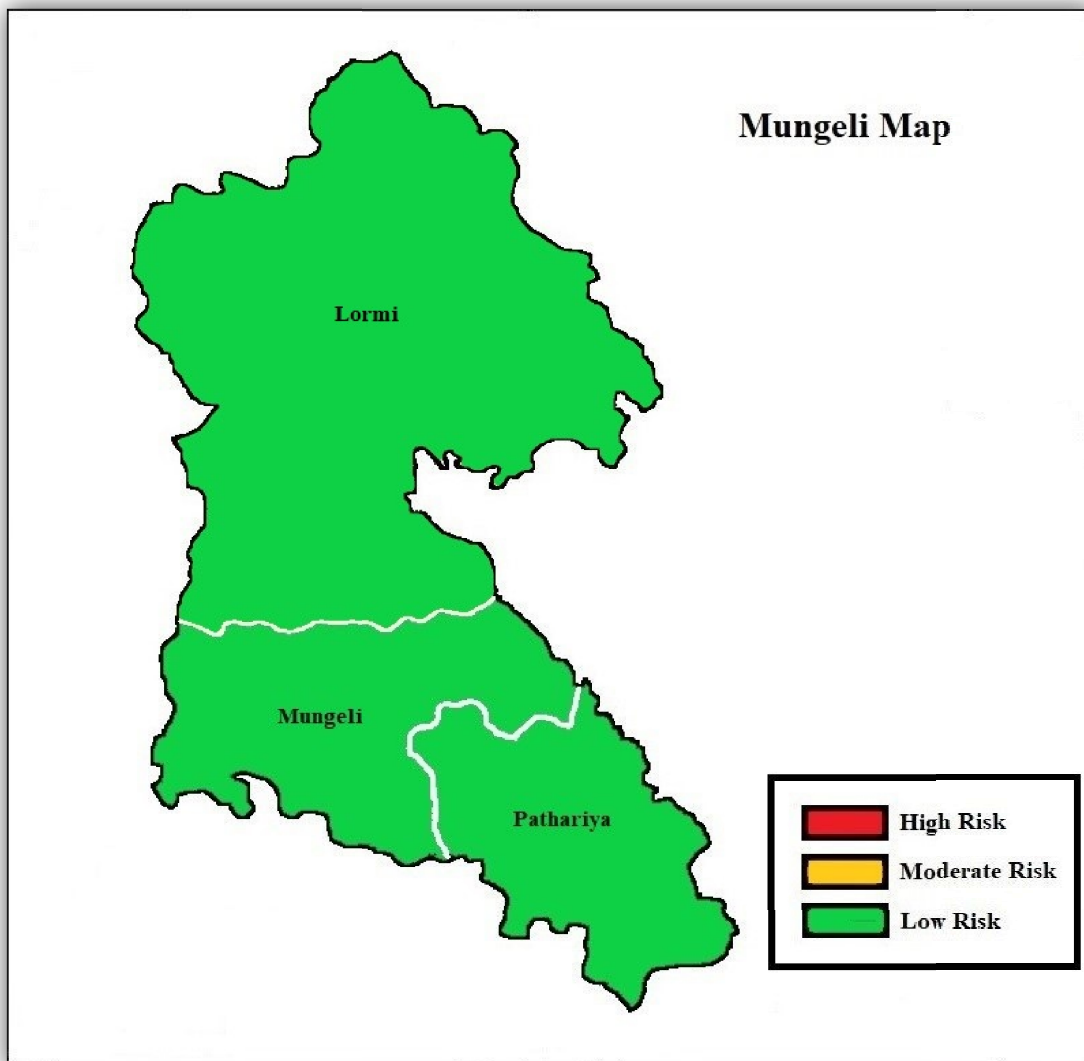 Mungeli Map
Lormi
Mungeli
Pathariya
High Risk
Moderate Risk
Low Risk